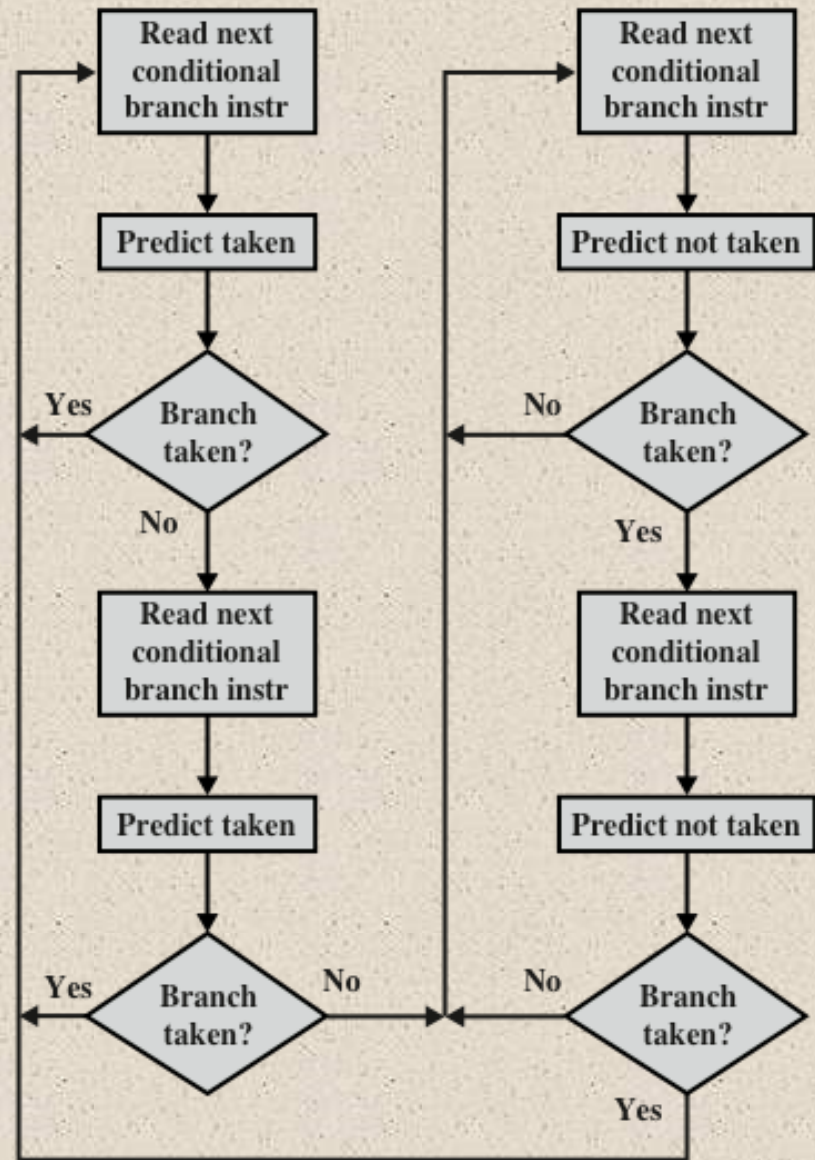 Read next
conditional
branch instr
Predict taken
Yes
Branch
taken?
No
Read next
conditional
branch instr
Predict taken
Yes
Branch
taken?
No
Read next
conditional
branch instr
Predict not taken
No
Branch
taken?
Yes
Read next
conditional
branch instr
Predict not taken
No
Branch
taken?
Yes